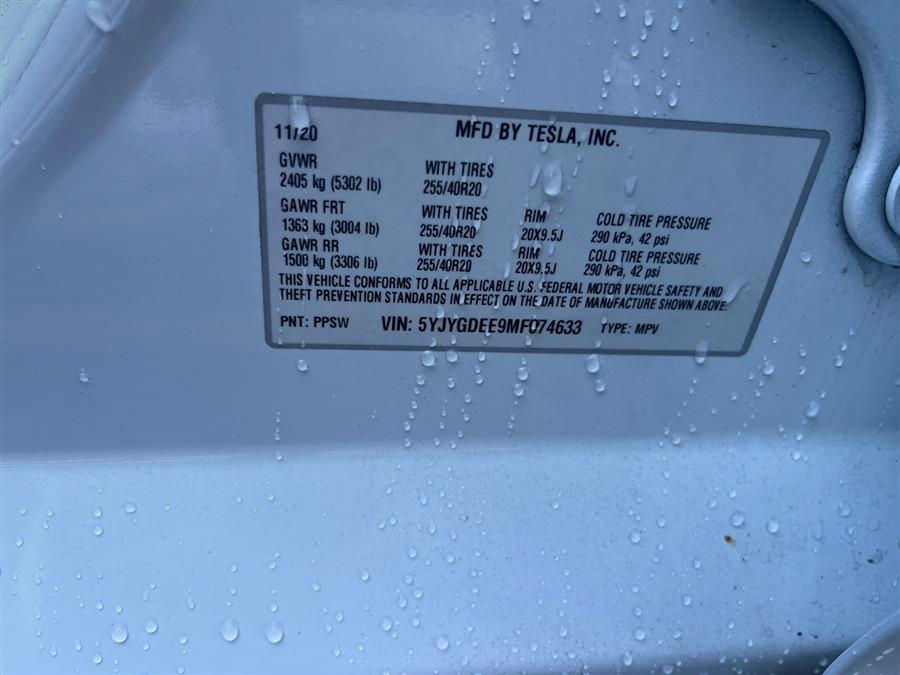 11/20 MFD BY TESLA, INC.
GVWR WITH TIRES
2405 kg (5302 lb) 255/40R20
GAWR FRT WITH TIRES RIM COLD TIRE PRESSURE
1363 kg (3004 lb) 255/40R20 20X9.5J 290 kPa, 42 psi
GAWR RR WITH TIRES RIM COLD TIRE PRESSURE
1500 kg (3306 lb) 255/40R20 20X9.5J 290 kPa, 42 psi
THIS VEHICLE CONFORMS TO ALL APPLICABLE U.S. FEDERAL MOTOR VEHICLE SAFETY AND
THEFT PREVENTION STANDARDS IN EFFECT ON THE DATE OF MANUFACTURE SHOWN ABOVE.
PNT: PPSW VIN: 5YJYGDEE9MF074633 TYPE: MPV